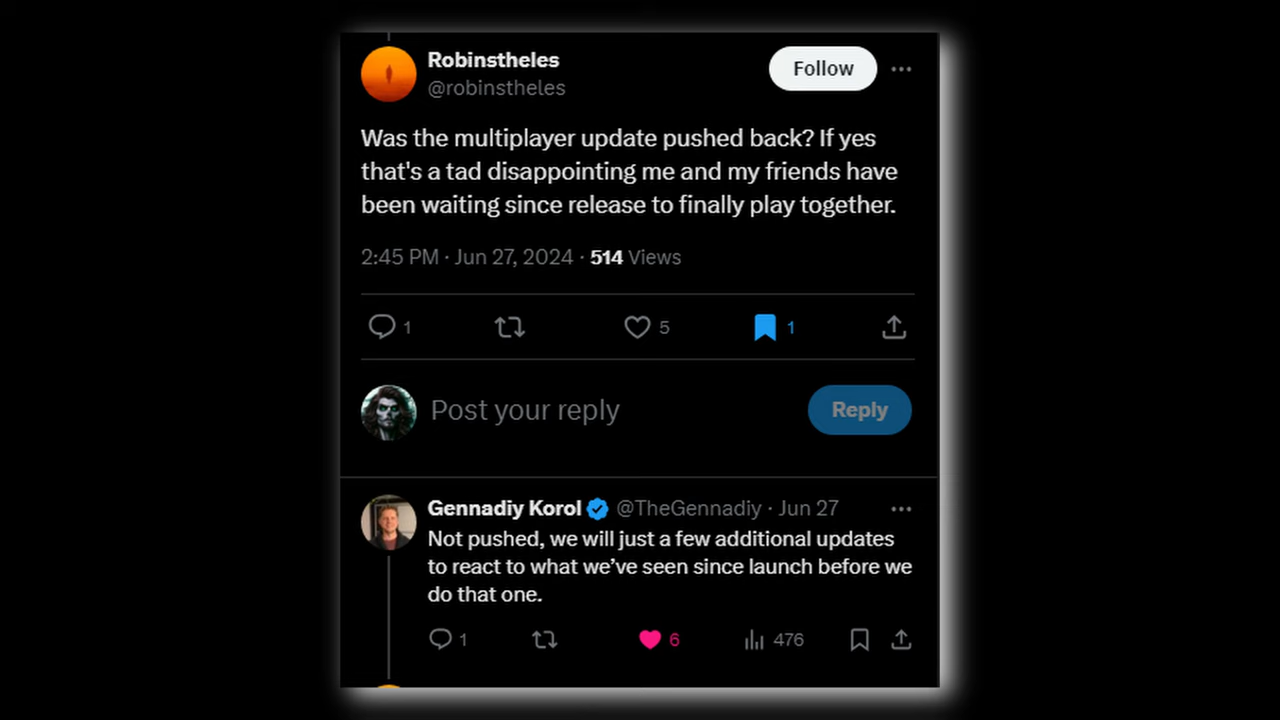 Robinstheles
@robinstheles
Follow
Was the multiplayer update pushed back? If yes
that's a tad disappointing me and my friends have
been waiting since release to finally play together.
2:45 PM · Jun 27, 2024 · 514 Views
1
5
1
Post your reply
Reply
Gennadiy Korol @TheGennadiy · Jun 27
Not pushed, we will just a few additional updates
to react to what we’ve seen since launch before we
do that one.
1
6
476